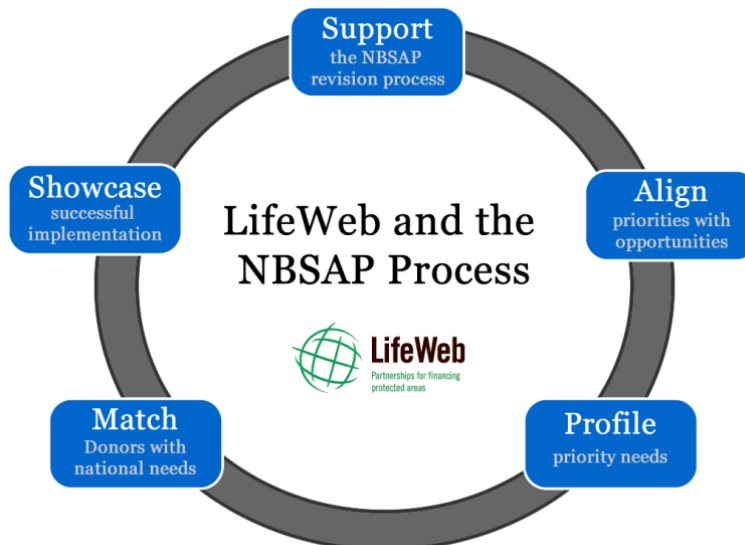 Support
the NBSAP
revision process
Showcase
successful
implementation
Align
priorities with
opportunities
LifeWeb and the
NBSAP Process
LifeWeb
Partnerships for financing
protected areas
Match
Donors with
national needs
Profile
priority needs